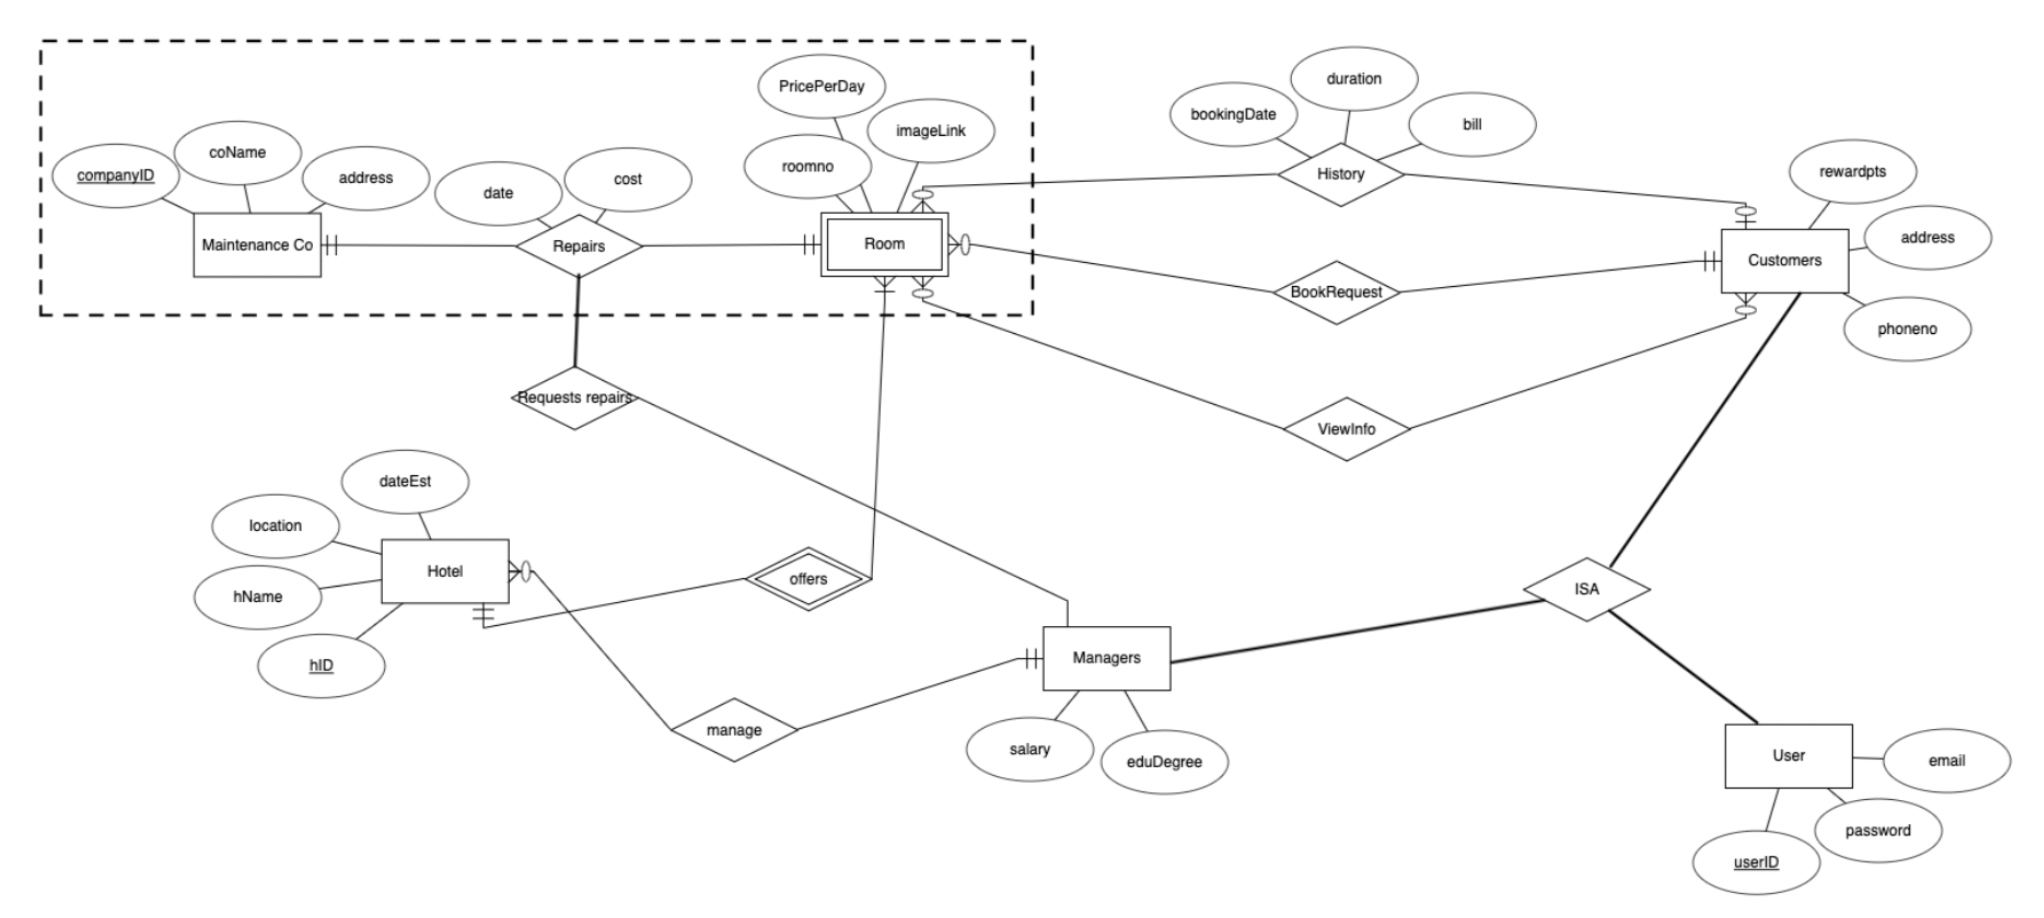 PricePerDay
imageLink
duration
bookingDate
bill
companyID
coName
address
date
cost
roomno
History
rewardpts
Maintenance Co
Repairs
Room
address
Customers
BookRequest
phoneno
Requests repairs
ViewInfo
dateEst
location
Hotel
hName
hID
offers
ISA
Managers
manage
salary
eduDegree
User
email
password
userID